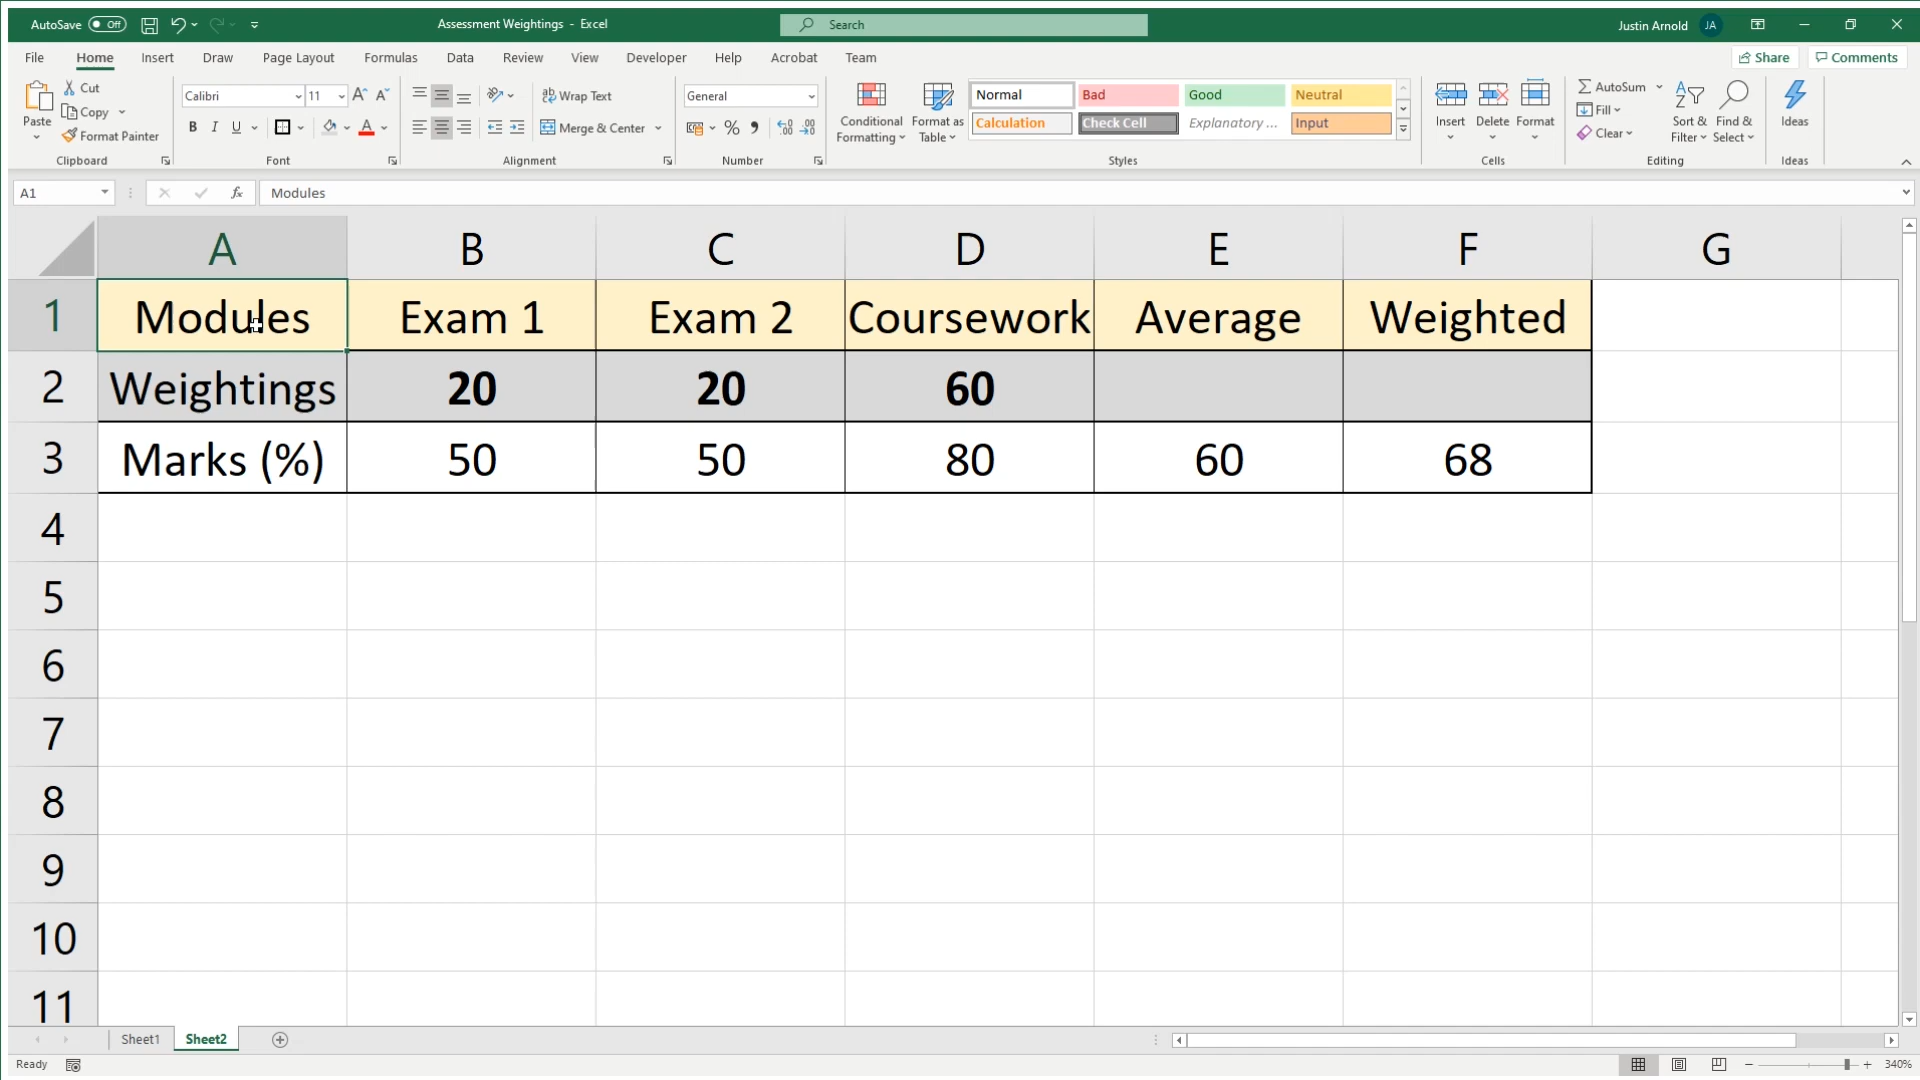 AutoSave Off Assessment Weightings - Excel Search Justin Arnold JA
File Home Insert Draw Page Layout Formulas Data Review View Developer Help Acrobat Team Share Comments
Paste Cut Copy Format Painter Clipboard
Calibri 11 B I U Font
Wrap Text Merge & Center Alignment
General Number
Conditional Formatting Format as Table Normal Bad Good Neutral
Calculation Check Cell Explanatory ... Input Styles
Insert Delete Format Cells
AutoSum Fill Clear Sort & Filter Find & Select Editing
Ideas Ideas
A1 fx Modules
A B C D E F G
1 Modules Exam 1 Exam 2 Coursework Average Weighted
2 Weightings 20 20 60
3 Marks (%) 50 50 80 60 68
4
5
6
7
8
9
10
11
Sheet1 Sheet2
Ready 340%